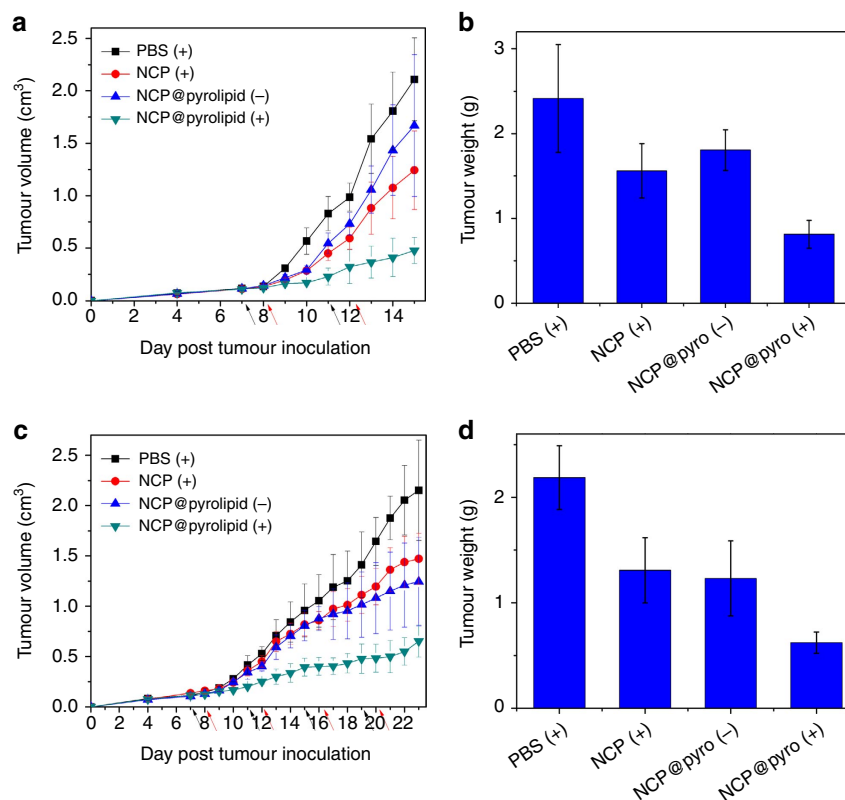 a
2.5
2.0
1.5
1.0
0.5
0.0
Tumour volume (cm³)
PBS (+)
NCP (+)
NCP@pyrolipid (–)
NCP@pyrolipid (+)
0 2 4 6 8 10 12 14
Day post tumour inoculation
b
3
2
1
0
Tumour weight (g)
PBS (+)
NCP (+)
NCP@pyro (–)
NCP@pyro (+)
c
2.5
2.0
1.5
1.0
0.5
0.0
Tumour volume (cm³)
PBS (+)
NCP (+)
NCP@pyrolipid (–)
NCP@pyrolipid (+)
0 2 4 6 8 10 12 14 16 18 20 22
Day post tumour inoculation
d
2
1
0
Tumour weight (g)
PBS (+)
NCP (+)
NCP@pyro (–)
NCP@pyro (+)